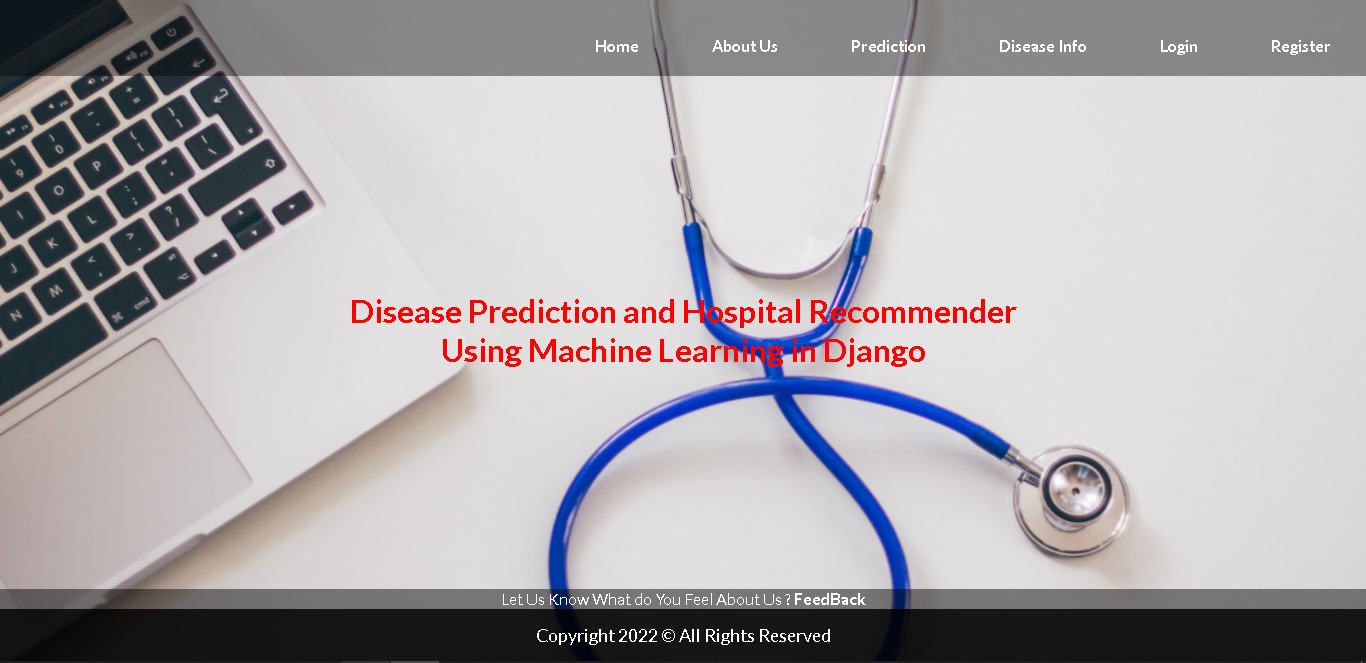 Home About Us Prediction Disease Info Login Register
Disease Prediction and Hospital Recommender
Using Machine Learning in Django
Let Us Know What do You Feel About Us ? FeedBack
Copyright 2022 © All Rights Reserved